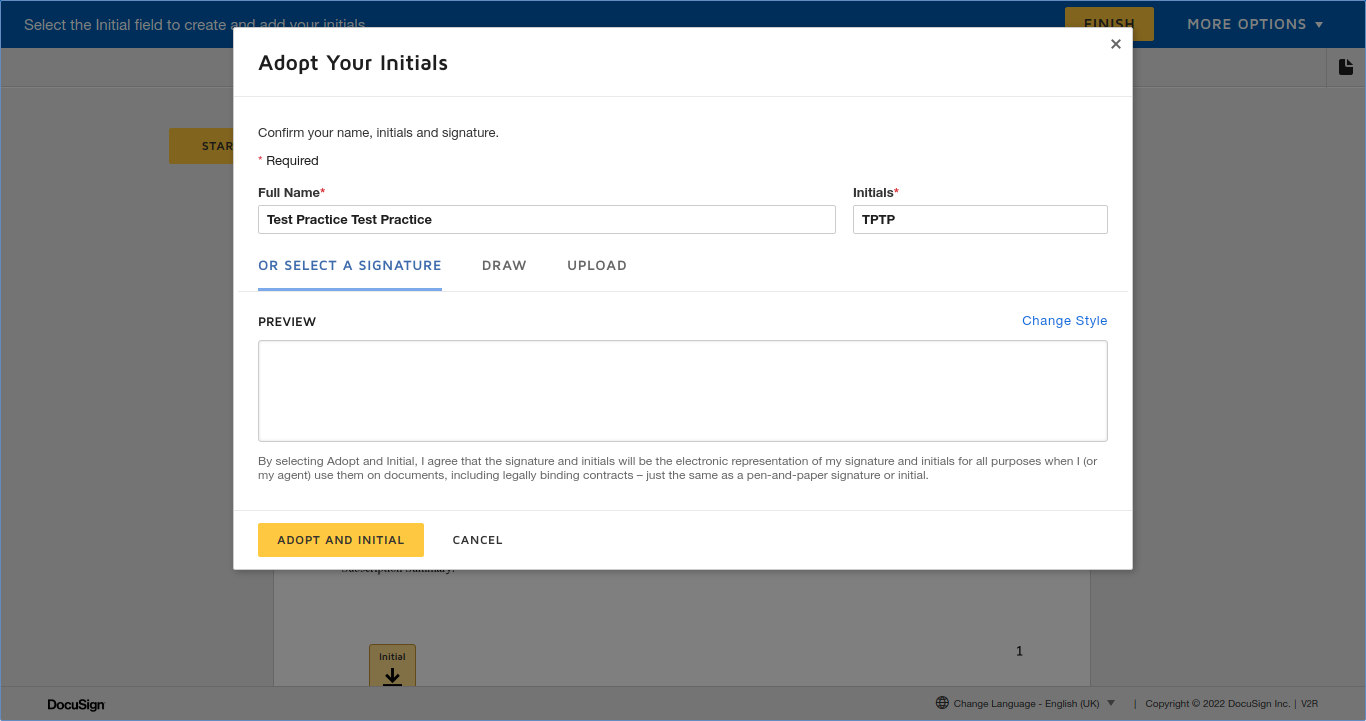 Select the Initial field to create and add your initials
FINISH
MORE OPTIONS
Adopt Your Initials
STAR
Confirm your name, initials and signature.
* Required
Full Name*
Initials*
Test Practice Test Practice
TPTP
OR SELECT A SIGNATURE
DRAW
UPLOAD
PREVIEW
Change Style
By selecting Adopt and Initial, I agree that the signature and initials will be the electronic representation of my signature and initials for all purposes when I (or
my agent) use them on documents, including legally binding contracts – just the same as a pen-and-paper signature or initial.
ADOPT AND INITIAL
CANCEL
Subscription Summary.
Initial
1
DocuSign
Change Language - English (UK)
| Copyright © 2022 DocuSign Inc. | V2R